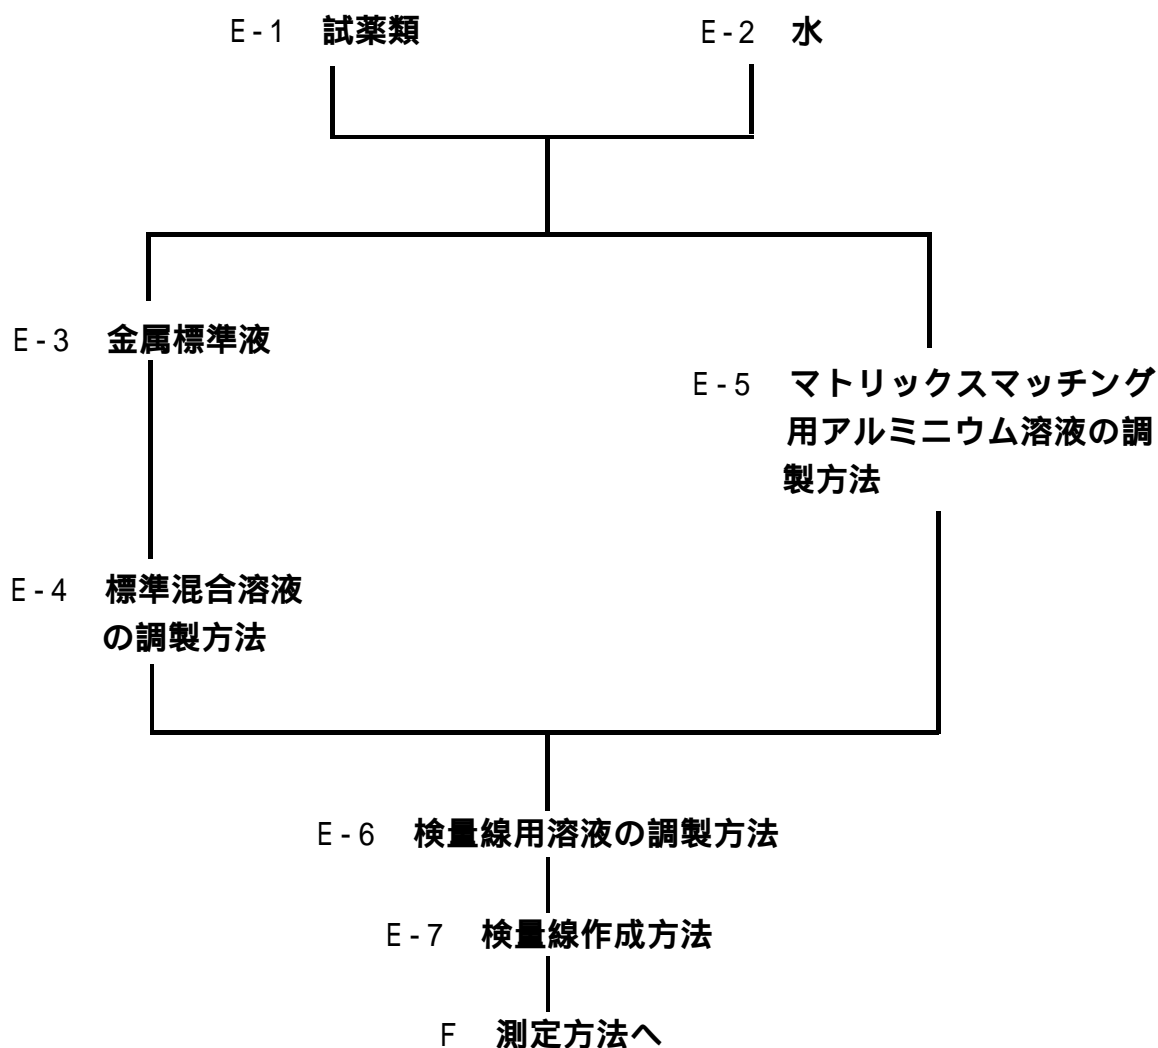 E-1 試薬類
E-2 水
E-3 金属標準液
E-5 マトリックスマッチング
用アルミニウム溶液の調
製方法
E-4 標準混合溶液
の調製方法
E-6 検量線用溶液の調製方法
E-7 検量線作成方法
F 測定方法へ